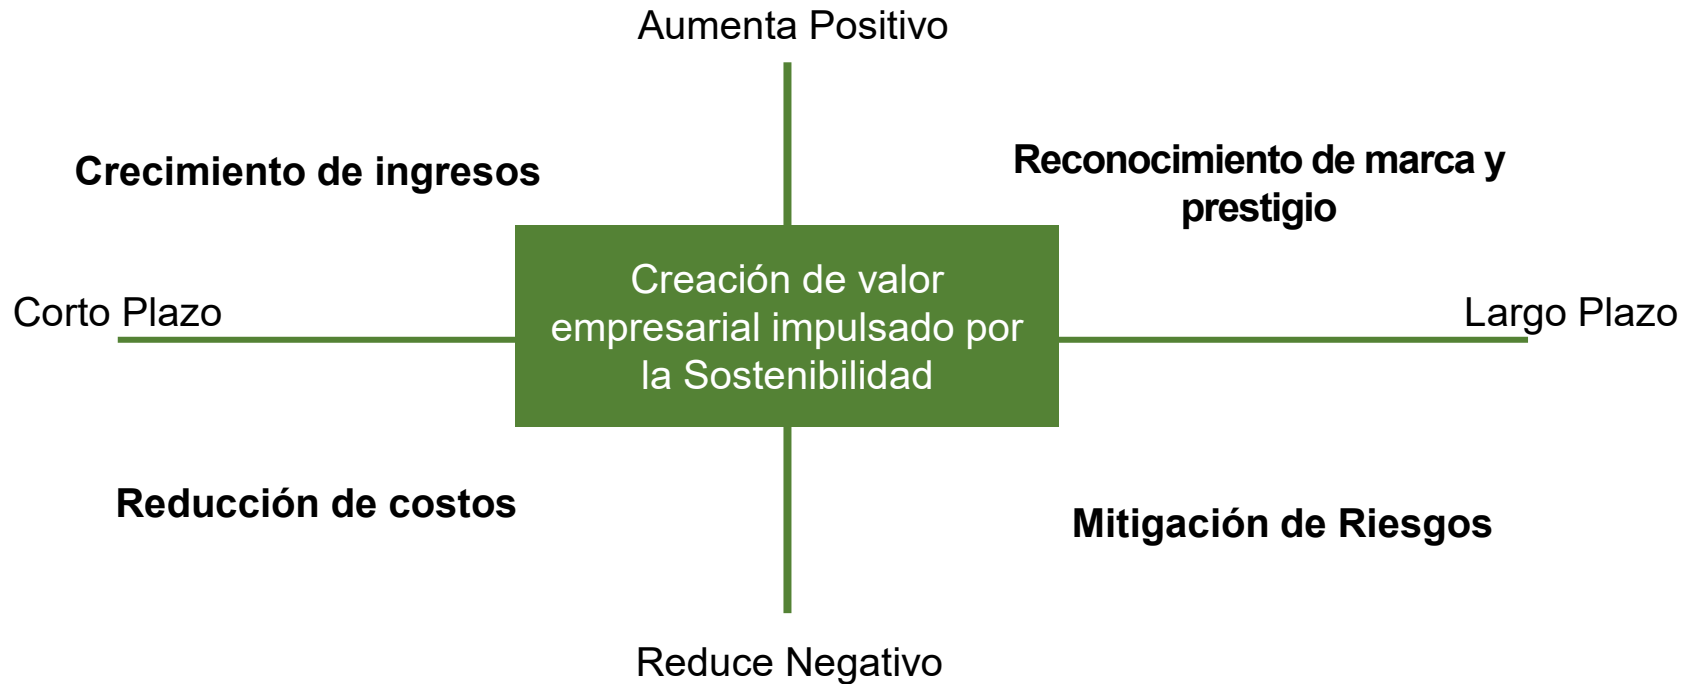 Aumenta Positivo
Crecimiento de ingresos
Reconocimiento de marca y
prestigio
Creación de valor
empresarial impulsado por
la Sostenibilidad
Corto Plazo
Largo Plazo
Reducción de costos
Mitigación de Riesgos
Reduce Negativo